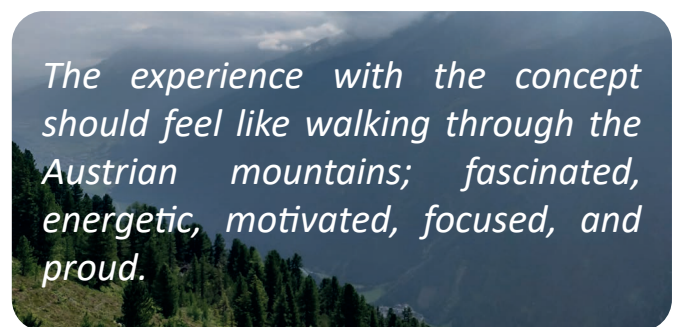 The experience with the concept
should feel like walking through the
Austrian mountains; fascinated,
energetic, motivated, focused, and
proud.